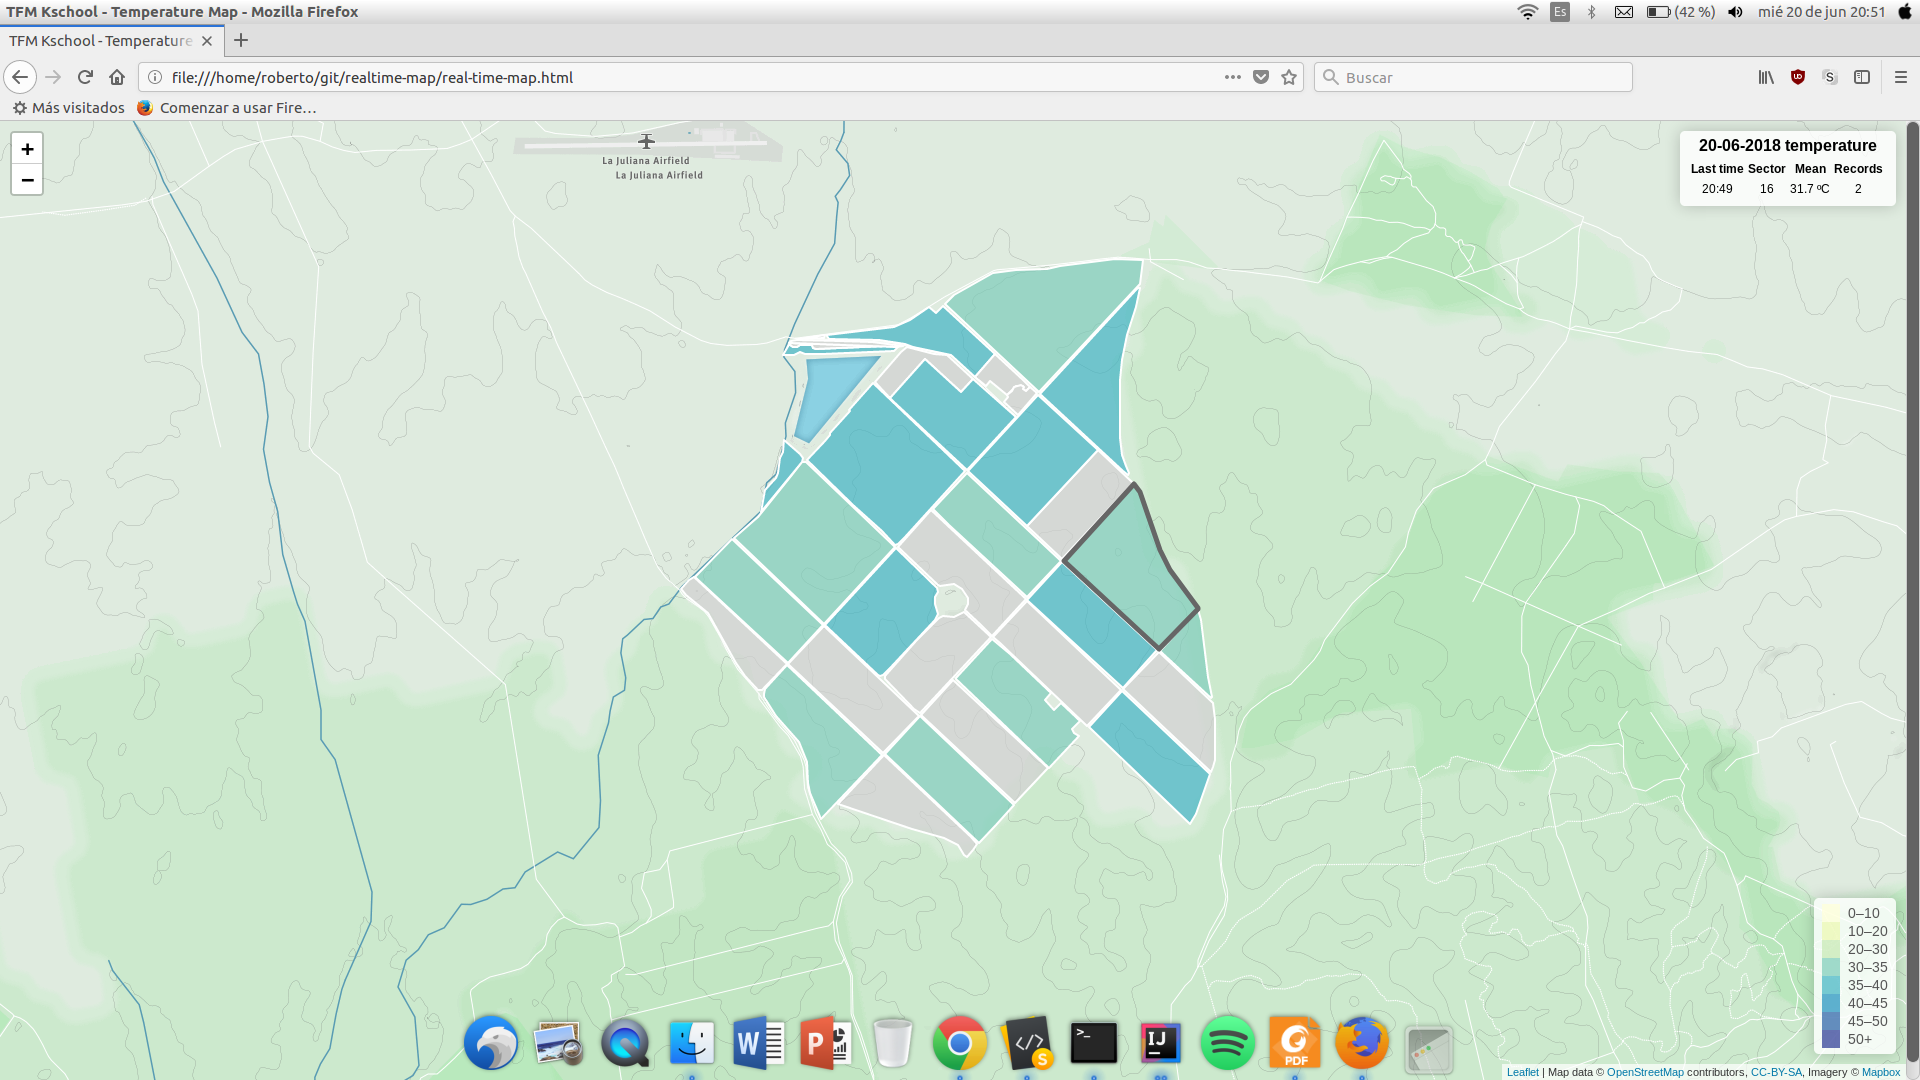 TFM Kschool - Temperature Map - Mozilla Firefox
Es
(42 %)
mié 20 de jun 20:51
TFM Kschool - Temperature
file:///home/roberto/git/realtime-map/real-time-map.html
Buscar
Más visitados
Comenzar a usar Fire…
+
−
La Juliana Airfield
La Juliana Airfield
20-06-2018 temperature
Last time Sector Mean Records
20:49 16 31.7 ºC 2
0–10
10–20
20–30
30–35
35–40
40–45
45–50
50+
W
P
</>
S
>_
IJ
PDF
Leaflet | Map data © OpenStreetMap contributors, CC-BY-SA, Imagery © Mapbox